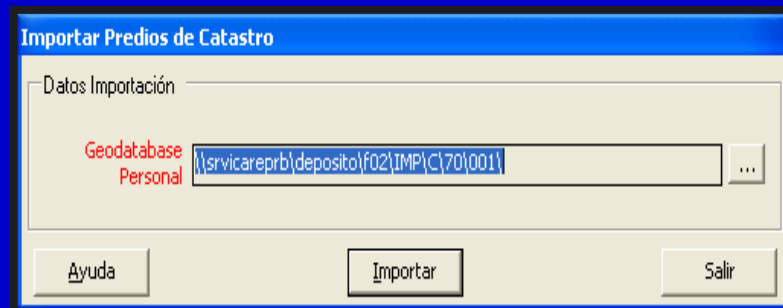 Importar Predios de Catastro
Datos Importación
Geodatabase
Personal
\\srvicareprb\deposito\f02\IMP\C\70\001\
...
Ayuda
Importar
Salir